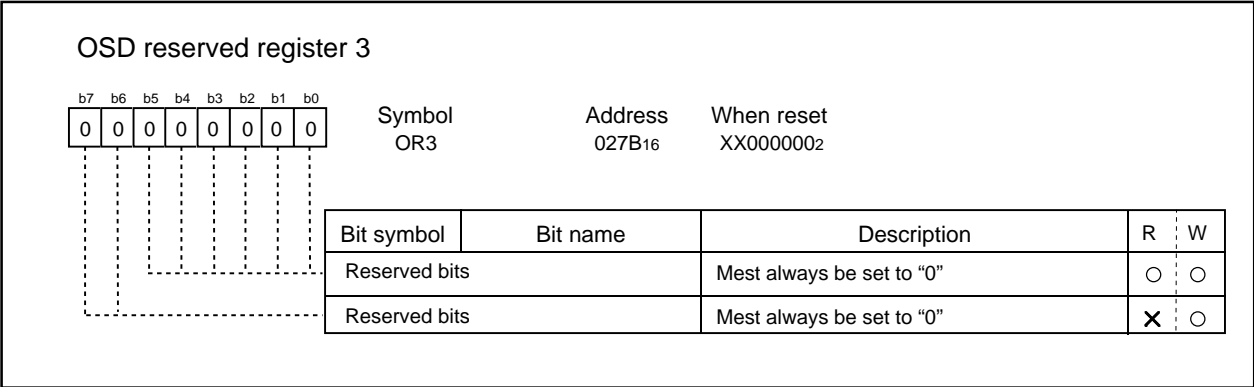 OSD reserved register 3
b7 b6 b5 b4 b3 b2 b1 b0
0 0 0 0 0 0 0 0
Symbol Address When reset
OR3 027B16 XX0000002
Bit symbol Bit name Description R W
Reserved bits Mest always be set to “0” ○ ○
Reserved bits Mest always be set to “0” ✕ ○